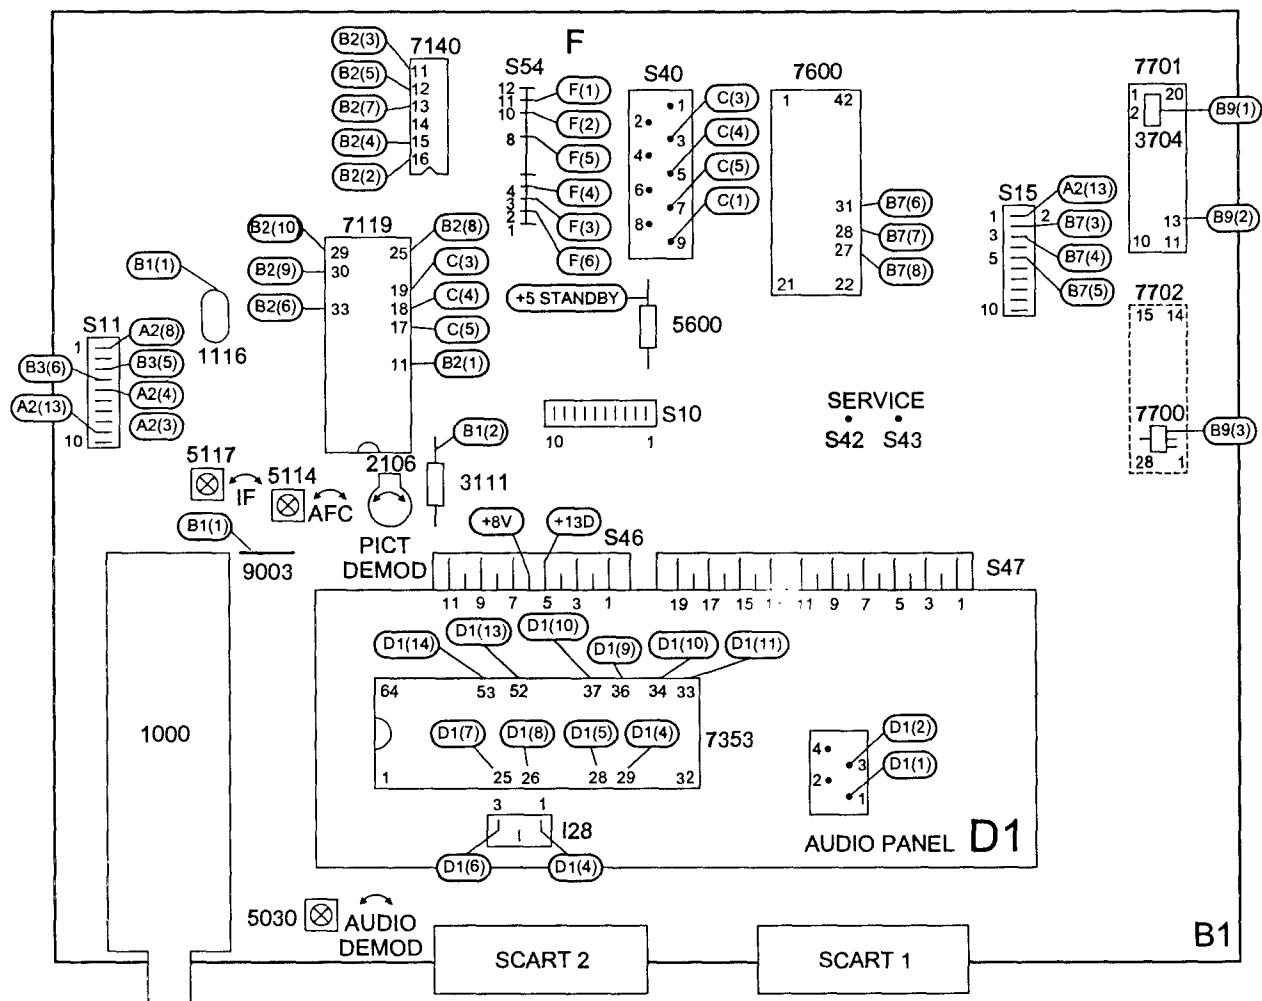 F
B2(3)
7140
B2(5)
B2(7)
B2(4)
B2(2)
11
12
13
14
15
16
S54
12
11
10
8
4
3
2
1
F(1)
F(2)
F(5)
F(4)
F(3)
F(6)
S40
1
2
3
4
5
6
7
8
9
C(3)
C(4)
C(5)
C(1)
7600
1 42
31
28
27
21 22
B7(6)
B7(7)
B7(8)
7701
1 20
2
3704
13
10 11
B9(1)
B9(2)
S15
1 2
3
5
10
A2(13)
B7(3)
B7(4)
B7(5)
7702
15 14
7700
28 1
B9(3)
B2(10)
B2(9)
B2(6)
7119
29 25
30
19
33 18
17
11
B2(8)
C(3)
C(4)
C(5)
B2(1)
+5 STANDBY
5600
B1(1)
1116
S11
1
10
A2(8)
B3(6)
B3(5)
A2(4)
A2(13)
A2(3)
S10
10 1
SERVICE
S42 S43
B1(2)
3111
5117
IF
5114
AFC
2106
PICT
DEMOD
B1(1)
9003
+8V
+13D
S46
11 9 7 5 3 1
S47
19 17 15 11 9 7 5 3 1
D1(14)
D1(13)
D1(10)
D1(9)
D1(10)
D1(11)
64 53 52 37 36 34 33
D1(7)
D1(8)
D1(5)
D1(4)
7353
1 25 26 28 29 32
3 1
I28
D1(6)
D1(4)
4
3
2
1
D1(2)
D1(1)
AUDIO PANEL D1
1000
5030
AUDIO
DEMOD
SCART 2
SCART 1
B1